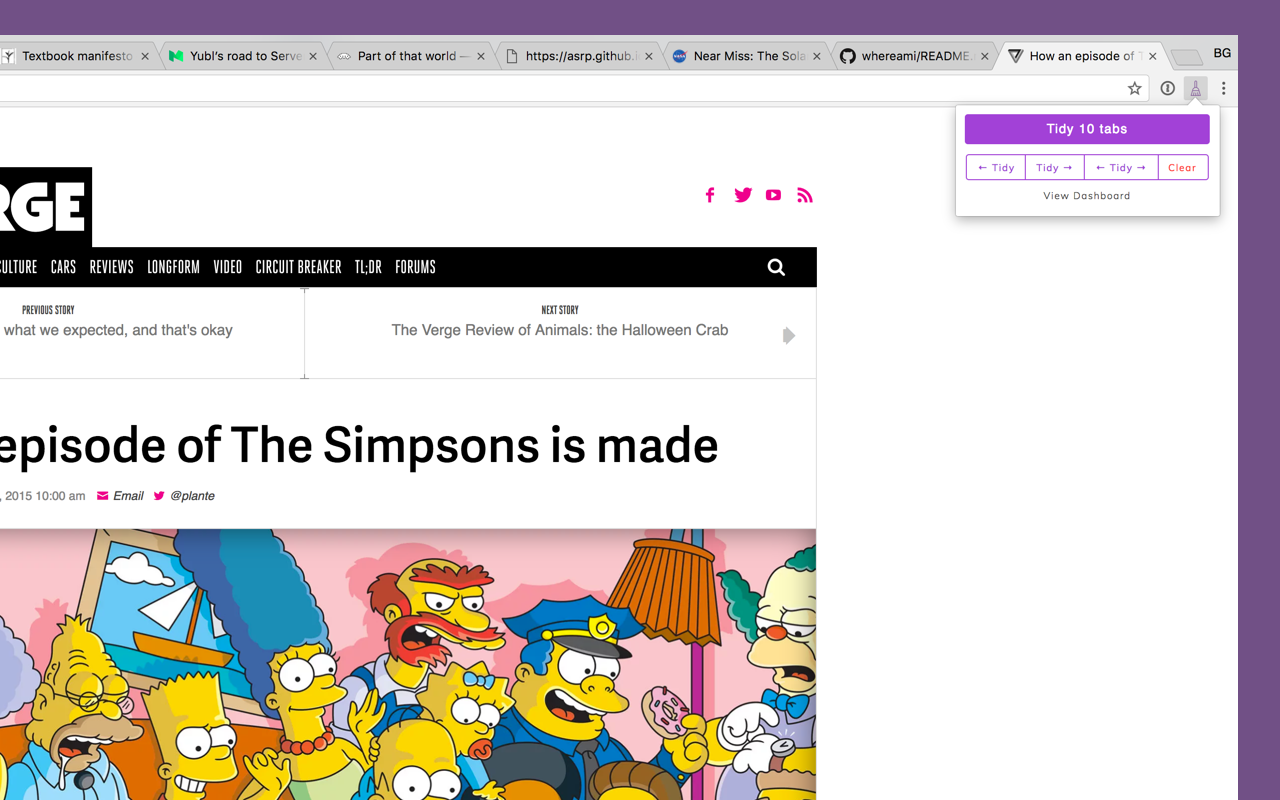 Textbook manifesto
Yubl's road to Serve
Part of that world —
https://asrp.github.i
Near Miss: The Sola
whereami/README.
How an episode of T
BG
Tidy 10 tabs
← Tidy
Tidy →
← Tidy →
Clear
View Dashboard
RGE
CULTURE CARS REVIEWS LONGFORM VIDEO CIRCUIT BREAKER TL;DR FORUMS
PREVIOUS STORY
what we expected, and that's okay
NEXT STORY
The Verge Review of Animals: the Halloween Crab
episode of The Simpsons is made
, 2015 10:00 am Email @plante